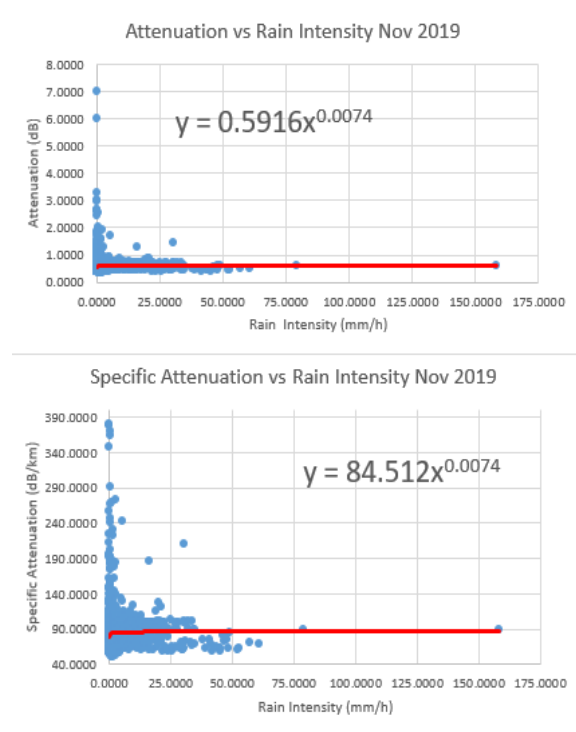 Attenuation vs Rain Intensity Nov 2019
8.0000
7.0000
6.0000
5.0000
4.0000
3.0000
2.0000
1.0000
0.0000
Attenuation (dB)
y = 0.5916x^0.0074
0.0000 25.0000 50.0000 75.0000 100.0000 125.0000 150.0000 175.0000
Rain Intensity (mm/h)
Specific Attenuation vs Rain Intensity Nov 2019
390.0000
340.0000
290.0000
240.0000
190.0000
140.0000
90.0000
40.0000
Specific Attenuation (dB/km)
y = 84.512x^0.0074
0.0000 25.0000 50.0000 75.0000 100.0000 125.0000 150.0000 175.0000
Rain Intensity (mm/h)